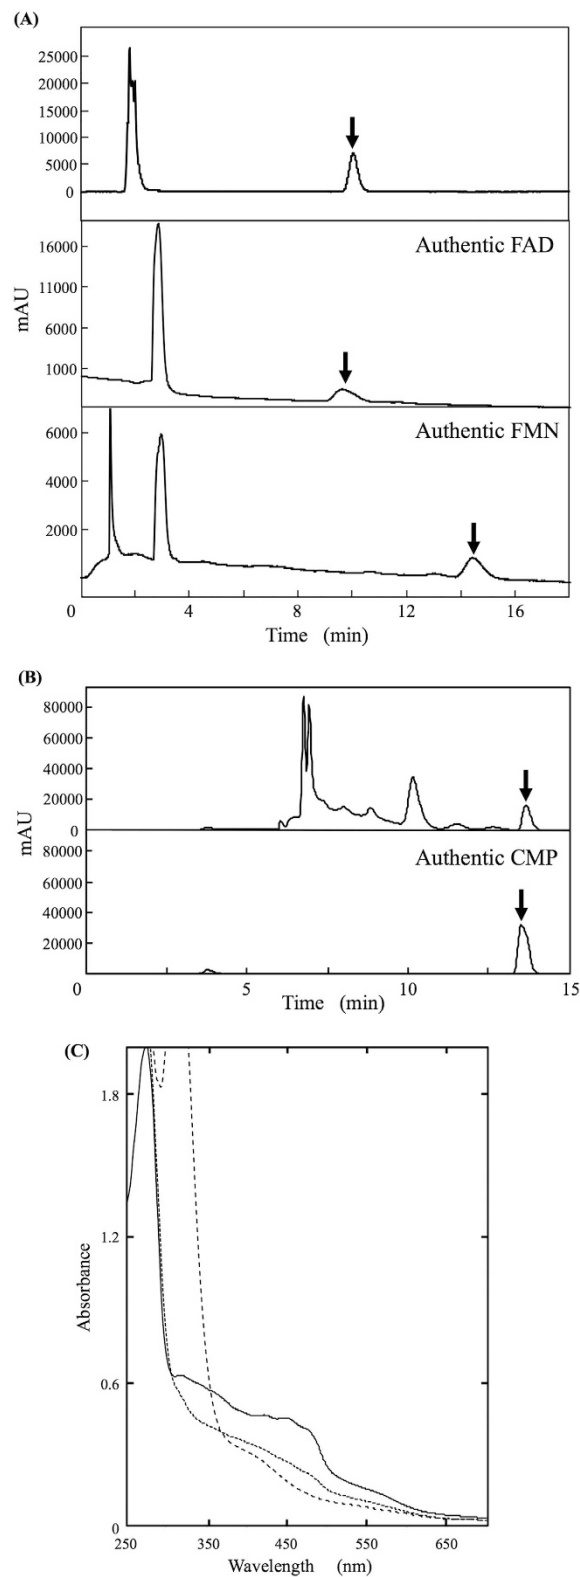 (A)
25000
20000
15000
10000
5000
0
Authentic FAD
16000
11000
6000
1000
mAU
Authentic FMN
6000
4000
2000
0 4 8 12 16
Time (min)
(B)
80000
60000
40000
20000
0
mAU
Authentic CMP
80000
60000
40000
20000
0 5 10 15
Time (min)
(C)
1.8
1.2
0.6
0
Absorbance
250 350 450 550 650
Wavelength (nm)